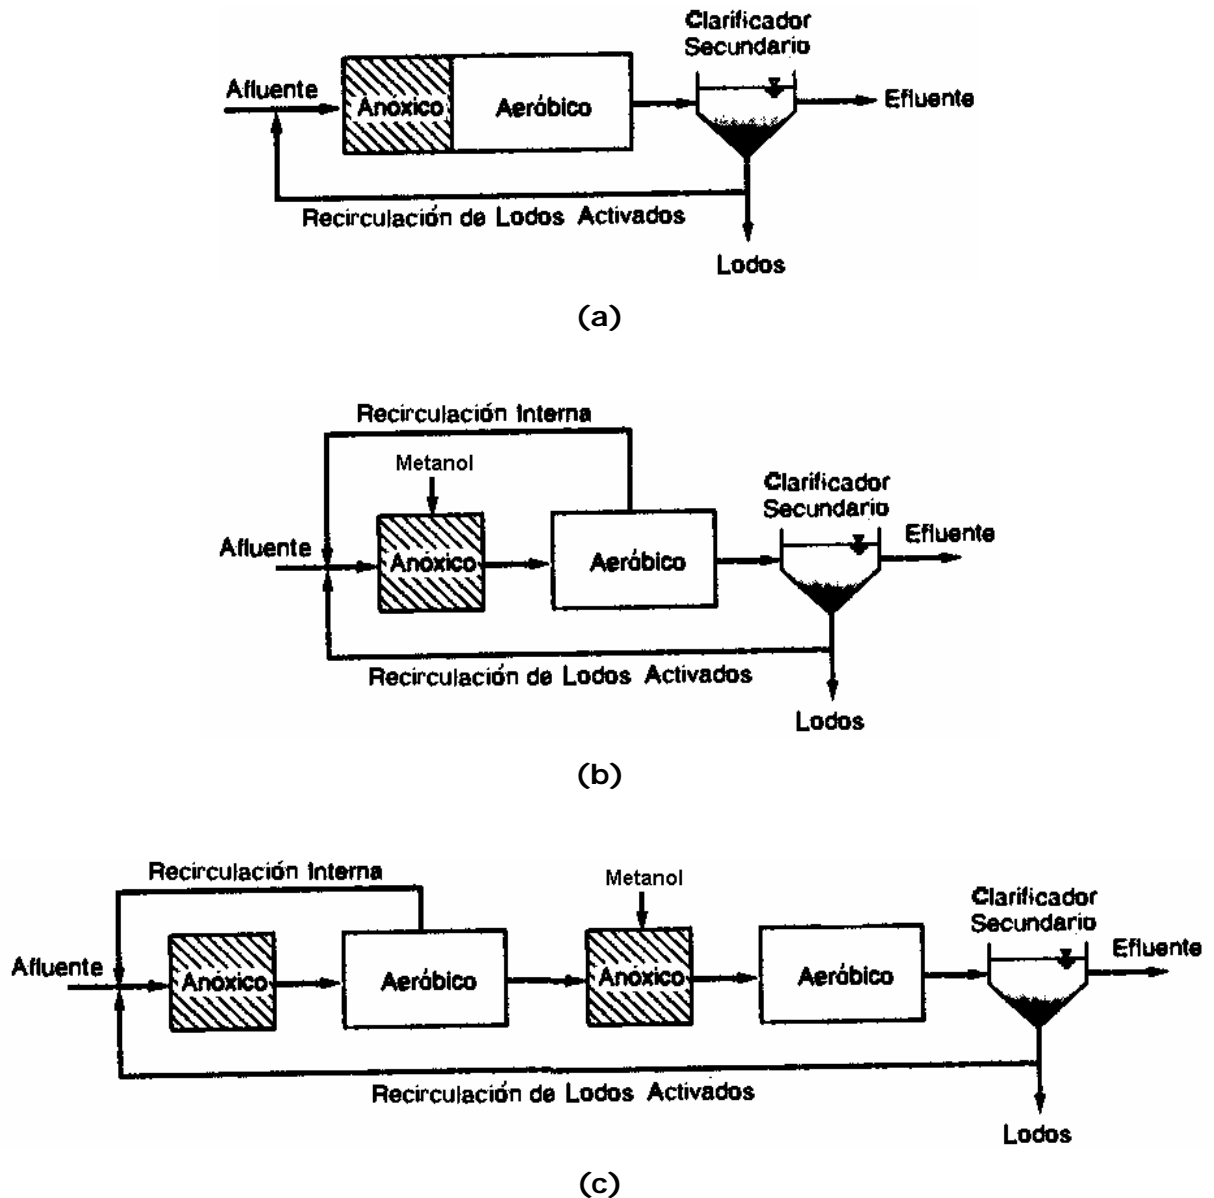 Clarificador
Secundario
Afluente
Anóxico
Aeróbico
Efluente
Recirculación de Lodos Activados
Lodos
(a)
Recirculación Interna
Metanol
Clarificador
Secundario
Afluente
Anóxico
Aeróbico
Efluente
Recirculación de Lodos Activados
Lodos
(b)
Recirculación Interna
Metanol
Clarificador
Secundario
Afluente
Anóxico
Aeróbico
Anóxico
Aeróbico
Efluente
Recirculación de Lodos Activados
Lodos
(c)